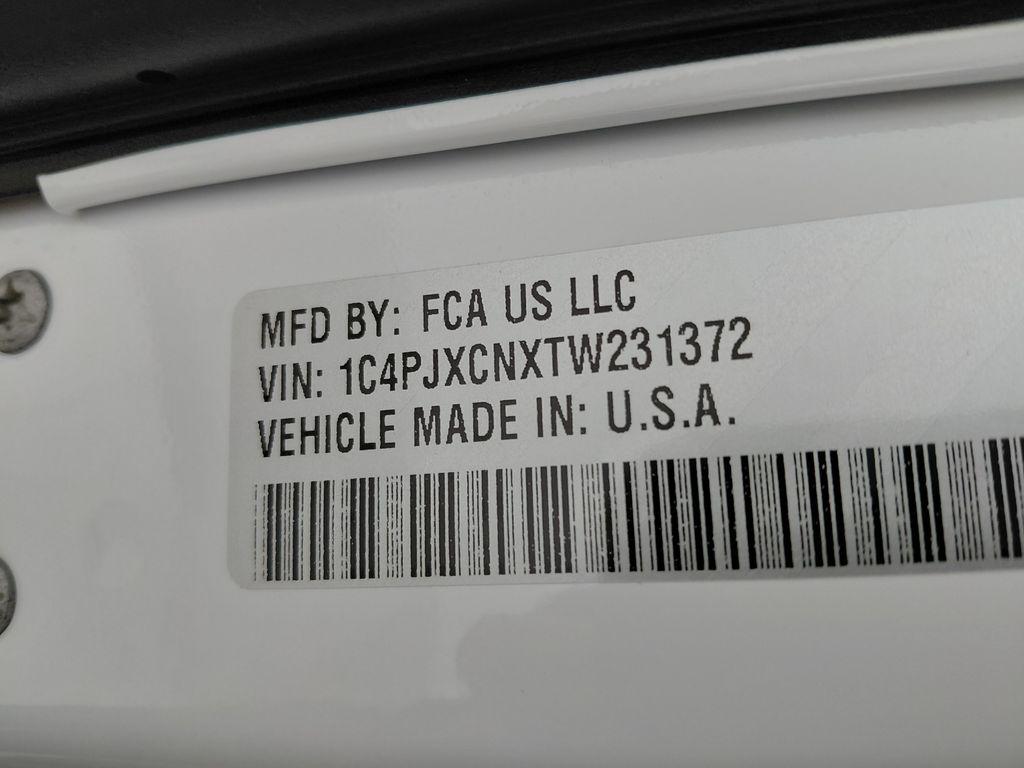 MFD BY: FCA US LLC
VIN: 1C4PJXCNXTW231372
VEHICLE MADE IN: U.S.A.